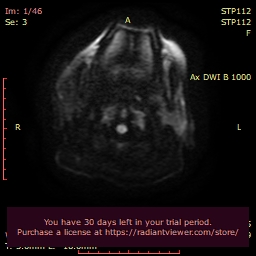 Im: 1/46
Se: 3
A
STP112
STP112
F
Ax DWI B 1000
R
L
You have 30 days left in your trial period.
Purchase a license at https://radiantviewer.com/store/